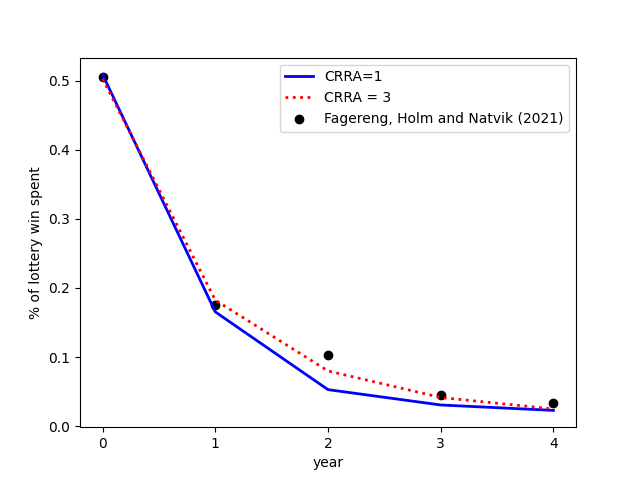 CRRA=1
CRRA = 3
Fagereng, Holm and Natvik (2021)
% of lottery win spent
0.5
0.4
0.3
0.2
0.1
0.0
0 1 2 3 4
year